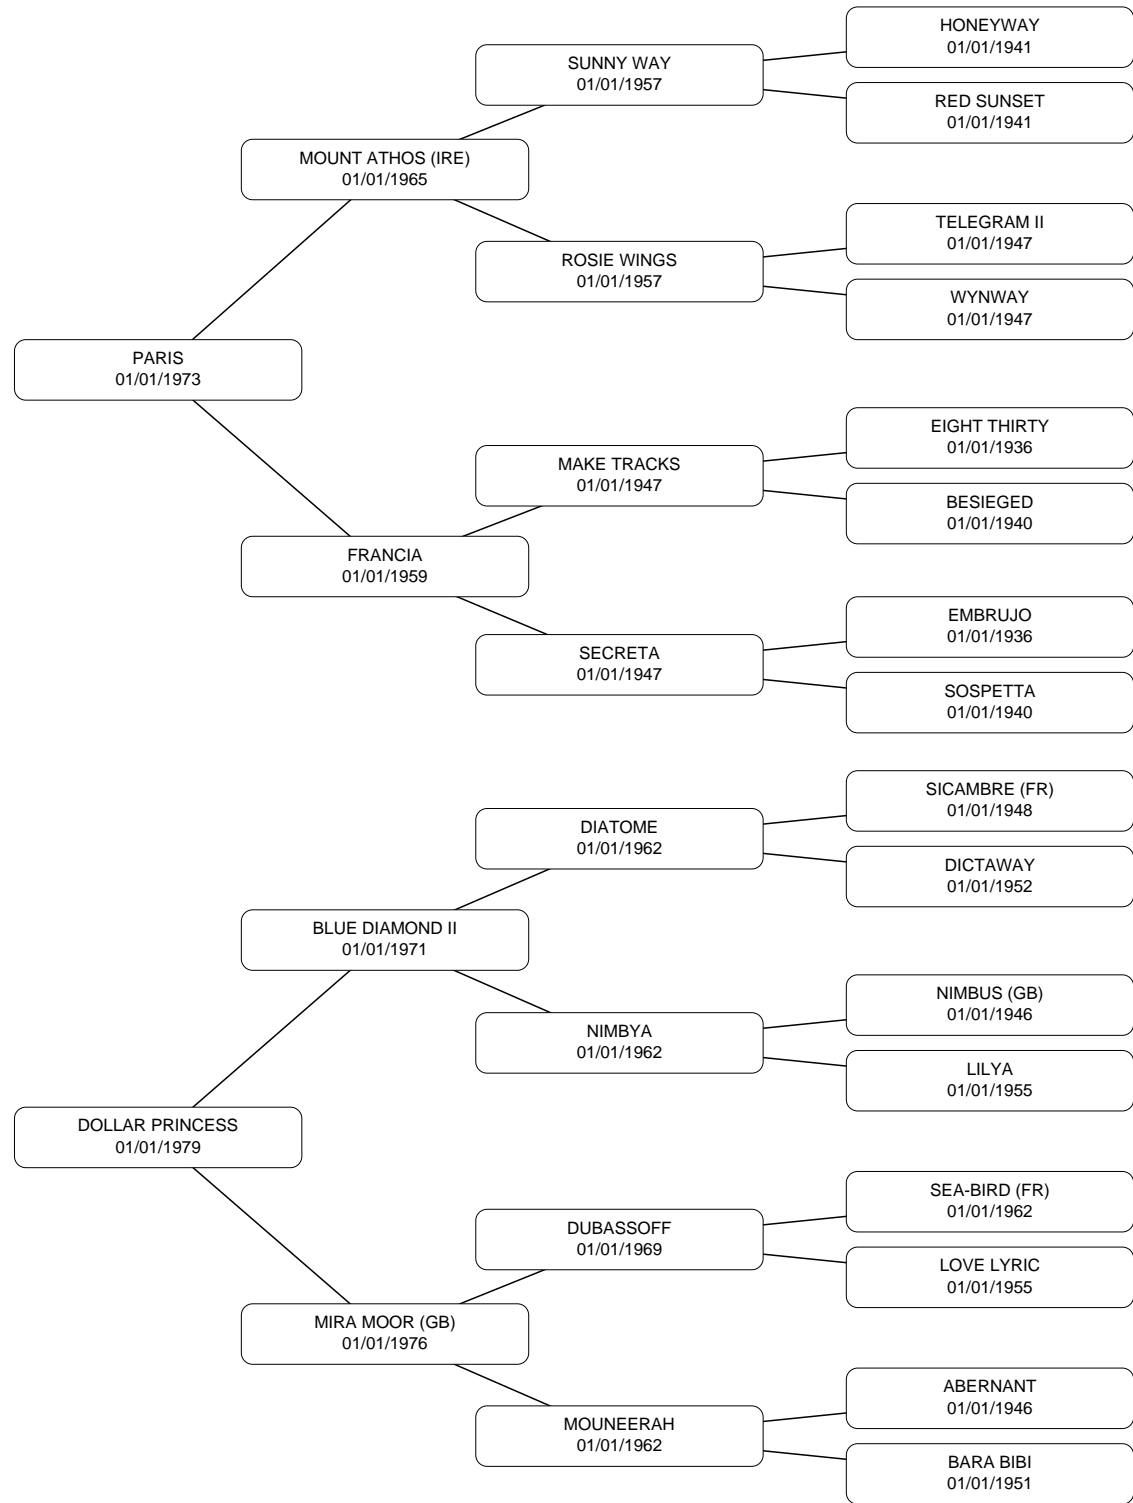 HONEYWAY
01/01/1941
SUNNY WAY
01/01/1957
RED SUNSET
01/01/1941
MOUNT ATHOS (IRE)
01/01/1965
TELEGRAM II
01/01/1947
ROSIE WINGS
01/01/1957
WYNWAY
01/01/1947
PARIS
01/01/1973
EIGHT THIRTY
01/01/1936
MAKE TRACKS
01/01/1947
BESIEGED
01/01/1940
FRANCIA
01/01/1959
EMBRUJO
01/01/1936
SECRETA
01/01/1947
SOSPETTA
01/01/1940
SICAMBRE (FR)
01/01/1948
DIATOME
01/01/1962
DICTAWAY
01/01/1952
BLUE DIAMOND II
01/01/1971
NIMBUS (GB)
01/01/1946
NIMBYA
01/01/1962
LILYA
01/01/1955
DOLLAR PRINCESS
01/01/1979
SEA-BIRD (FR)
01/01/1962
DUBASSOFF
01/01/1969
LOVE LYRIC
01/01/1955
MIRA MOOR (GB)
01/01/1976
ABERNANT
01/01/1946
MOUNEERAH
01/01/1962
BARA BIBI
01/01/1951